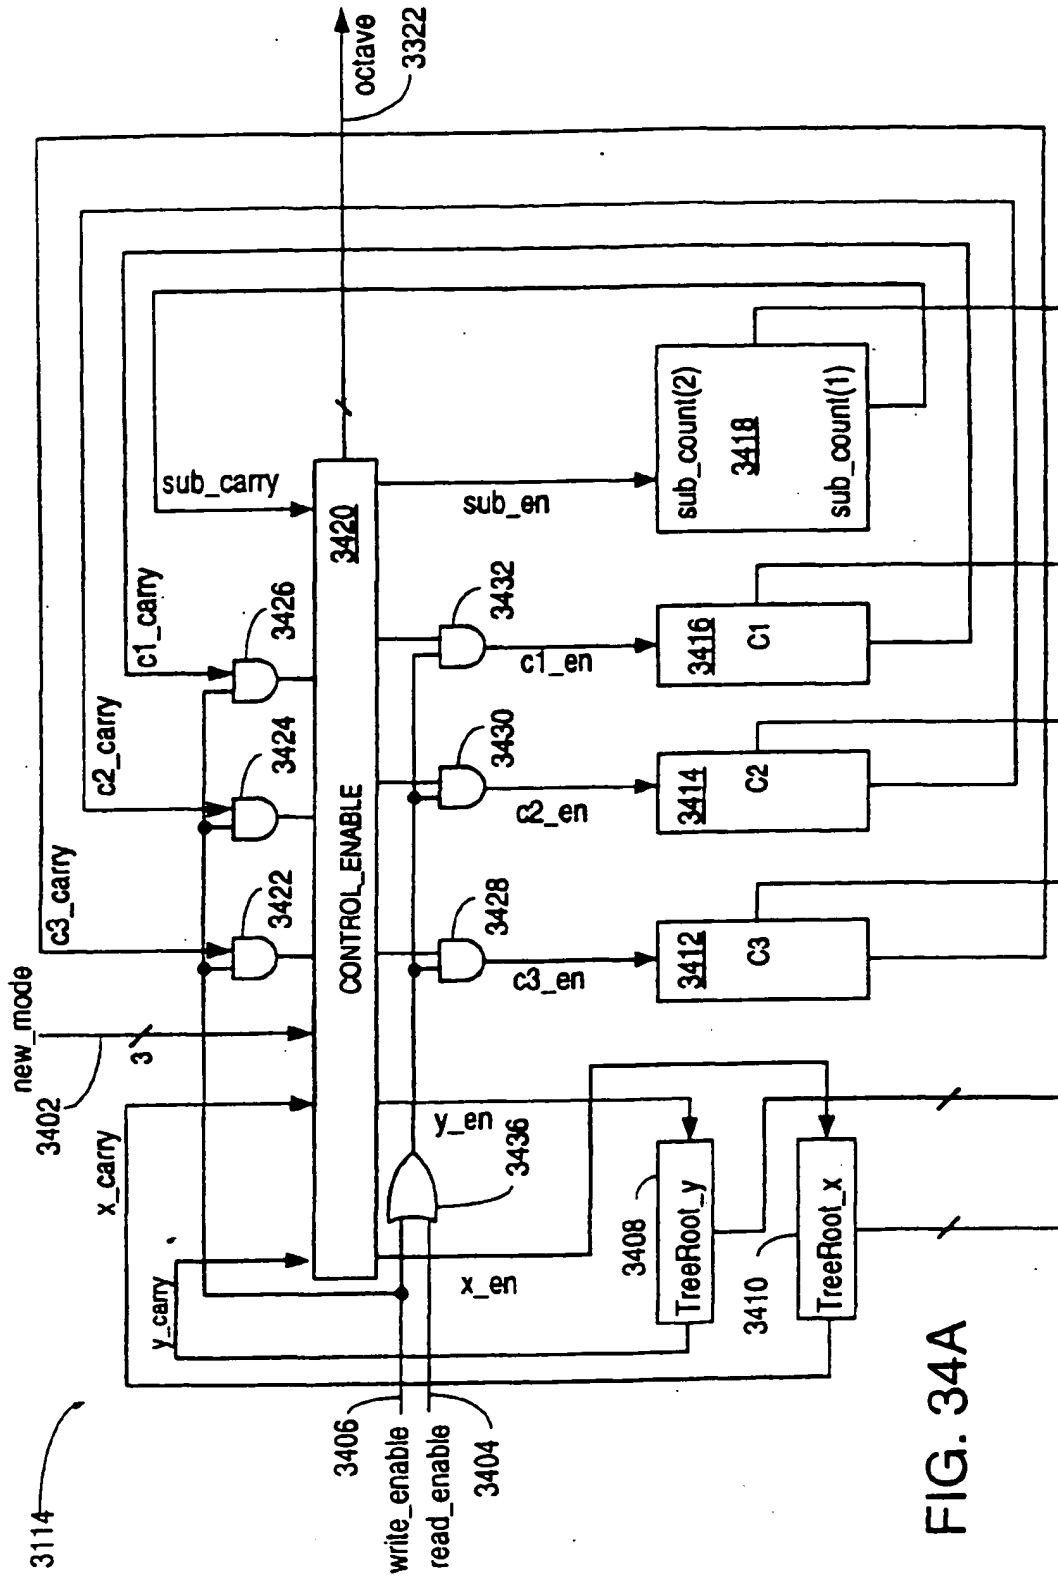 3114
x_carry
y_carry
3402
new_mode
3
c3_carry
c2_carry
c1_carry
sub_carry
3422
3424
3426
CONTROL_ENABLE
3420
octave
3322
3406
write_enable
read_enable
3404
3436
x_en
y_en
3428
3430
3432
c3_en
c2_en
c1_en
sub_en
3408
TreeRoot_y
3410
TreeRoot_x
3412
C3
3414
C2
3416
C1
sub_count(2)
3418
sub_count(1)
FIG. 34A